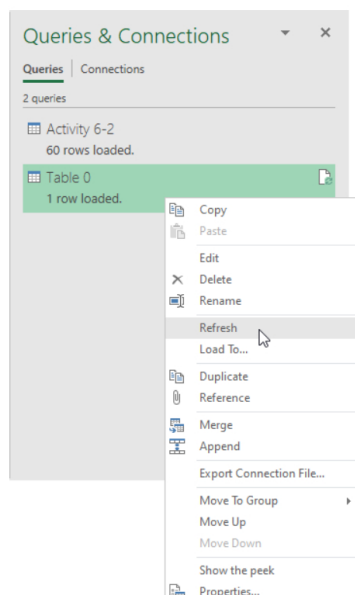 Queries & Connections
Queries | Connections
2 queries
Activity 6-2
60 rows loaded.
Table 0
1 row loaded.
Copy
Paste
Edit
Delete
Rename
Refresh
Load To...
Duplicate
Reference
Merge
Append
Export Connection File...
Move To Group
Move Up
Move Down
Show the peek
Properties...